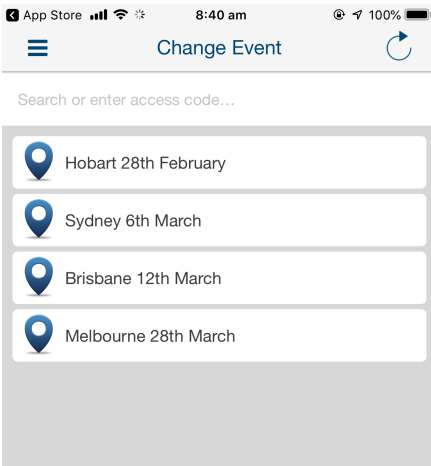 App Store 8:40 am 100%
Change Event
Search or enter access code...
Hobart 28th February
Sydney 6th March
Brisbane 12th March
Melbourne 28th March